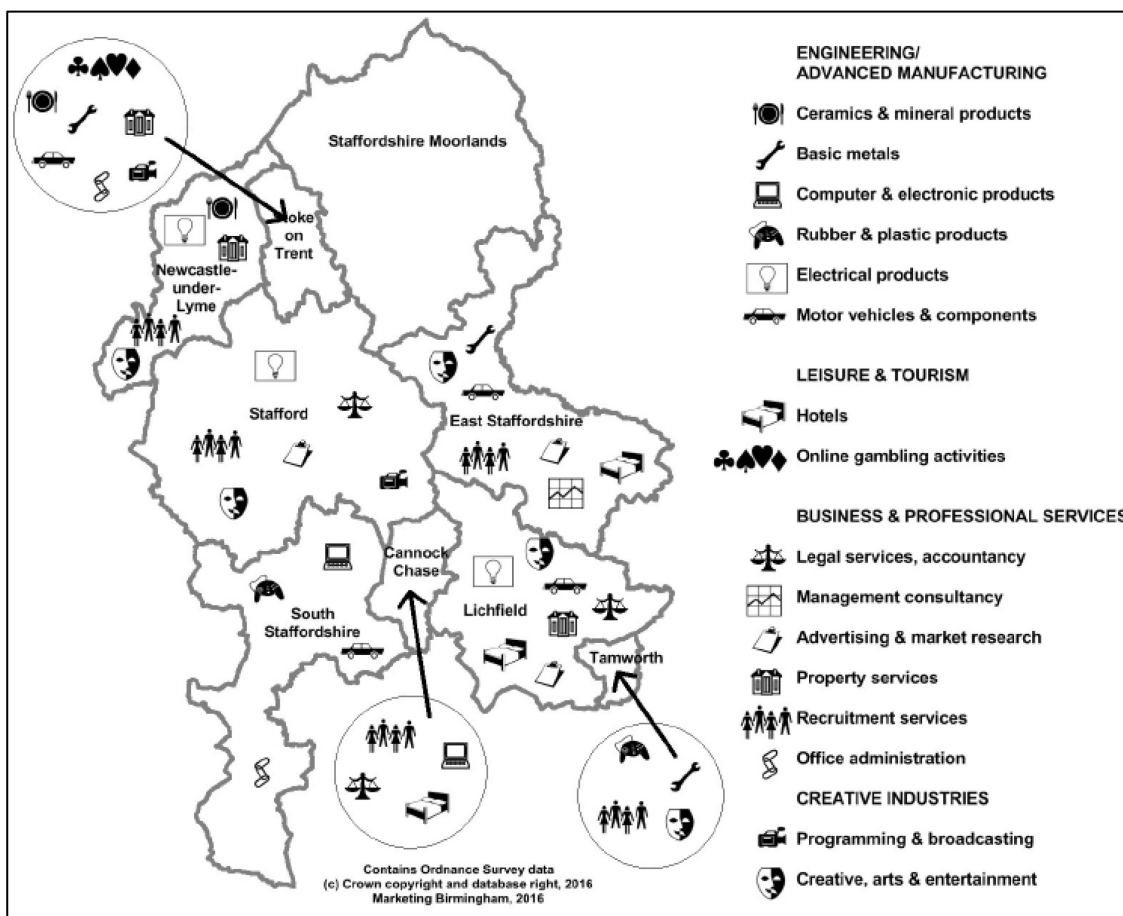 Staffordshire Moorlands
oke
on
Trent
Newcastle-
under-
Lyme
Stafford
East Staffordshire
Cannock
Chase
South
Staffordshire
Lichfield
Tamworth
Contains Ordnance Survey data
(c) Crown copyright and database right, 2016
Marketing Birmingham, 2016
ENGINEERING/
ADVANCED MANUFACTURING
Ceramics & mineral products
Basic metals
Computer & electronic products
Rubber & plastic products
Electrical products
Motor vehicles & components
LEISURE & TOURISM
Hotels
Online gambling activities
BUSINESS & PROFESSIONAL SERVICES
Legal services, accountancy
Management consultancy
Advertising & market research
Property services
Recruitment services
Office administration
CREATIVE INDUSTRIES
Programming & broadcasting
Creative, arts & entertainment